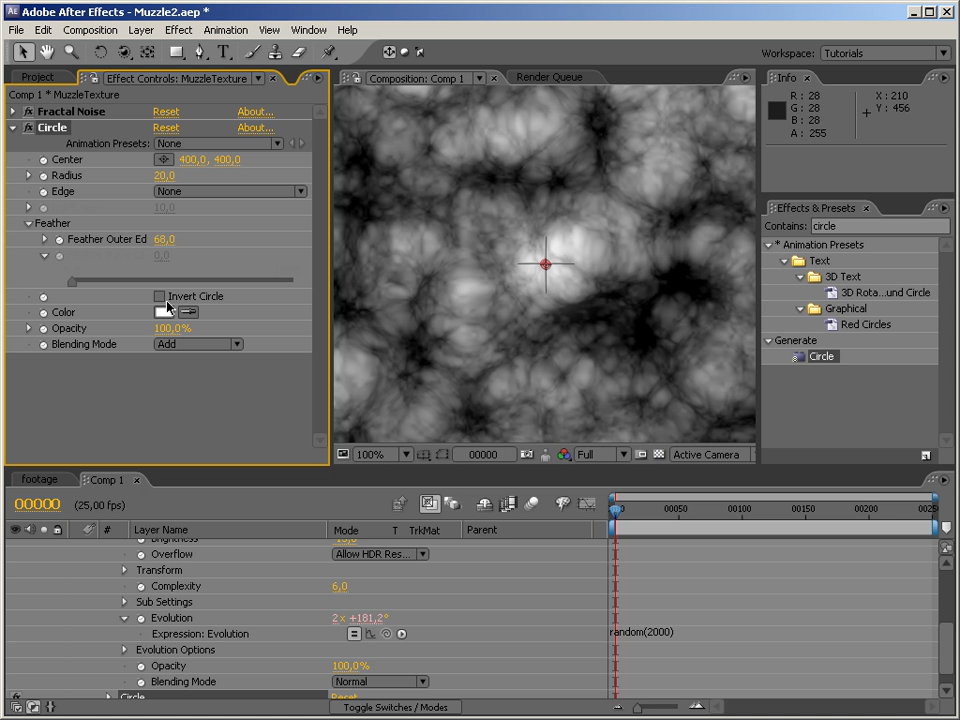 Adobe After Effects - Muzzle2.aep *
File Edit Composition Layer Effect Animation View Window Help
Workspace: Tutorials
Project Effect Controls: MuzzleTexture
Comp 1 * MuzzleTexture
Fractal Noise Reset About...
Circle Reset About...
Animation Presets: None
Center 400,0, 400,0
Radius 20,0
Edge None
10,0
Feather
Feather Outer Ed 68,0
0,0
Invert Circle
Color
Opacity 100,0%
Blending Mode Add
Composition: Comp 1 Render Queue
100% 00000 Full Active Camera
Info
R: 28 X: 210
G: 28 Y: 456
B: 28
A: 255
Effects & Presets
Contains: circle
* Animation Presets
Text
3D Text
3D Rota...und Circle
Graphical
Red Circles
Generate
Circle
footage Comp 1
00000 (25,00 fps)
# Layer Name Mode T TrkMat Parent
00050 00100 00150 00200
Brightness
Overflow Allow HDR Res...
Transform
Complexity 6,0
Sub Settings
Evolution 2 x +181,2°
Expression: Evolution random(2000)
Evolution Options
Opacity 100,0%
Blending Mode Normal
Circle Reset
Toggle Switches / Modes